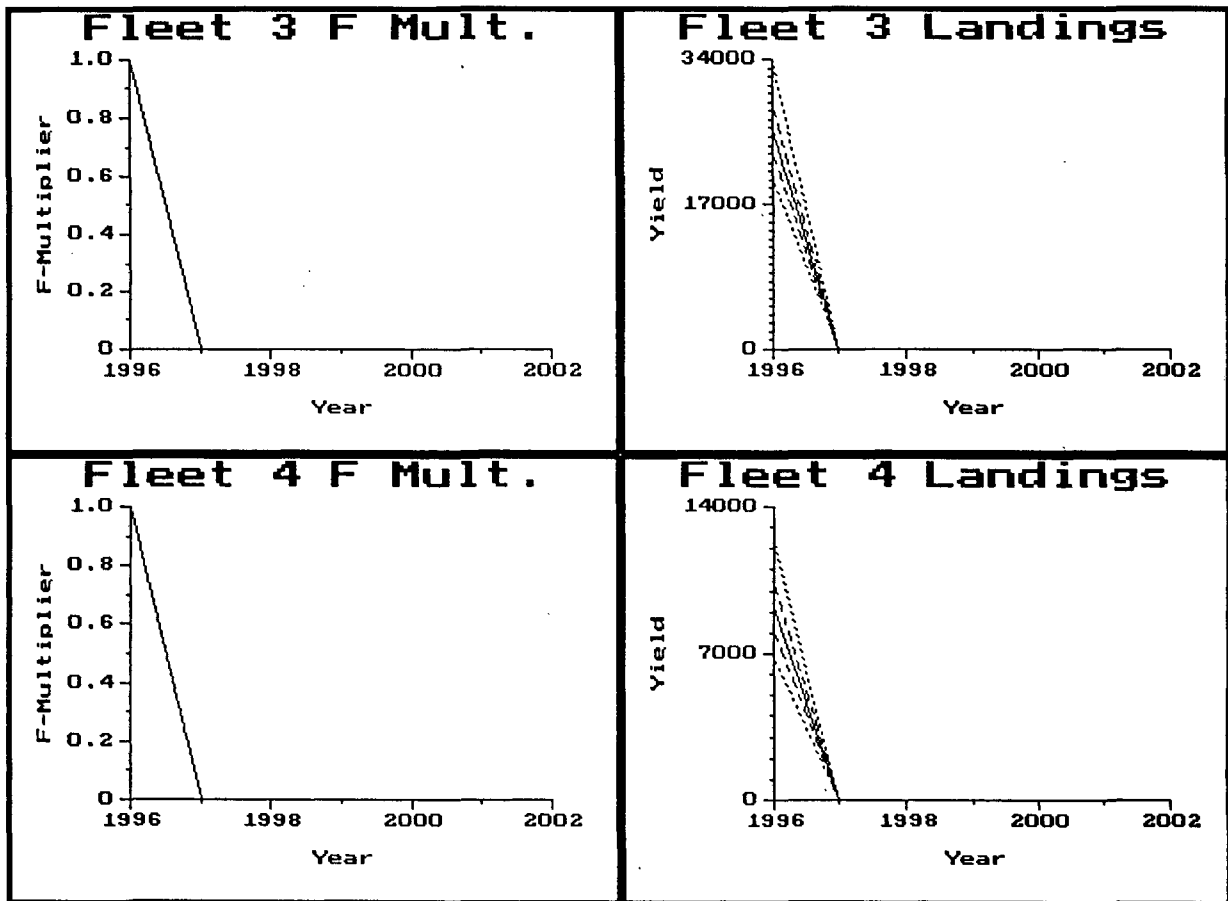 Fleet 3 F Mult.
1.0
0.8
0.6
0.4
0.2
0
F-Multiplier
1996 1998 2000 2002
Year
Fleet 3 Landings
34000
17000
0
Yield
1996 1998 2000 2002
Year
Fleet 4 F Mult.
1.0
0.8
0.6
0.4
0.2
0
F-Multiplier
1996 1998 2000 2002
Year
Fleet 4 Landings
14000
7000
0
Yield
1996 1998 2000 2002
Year